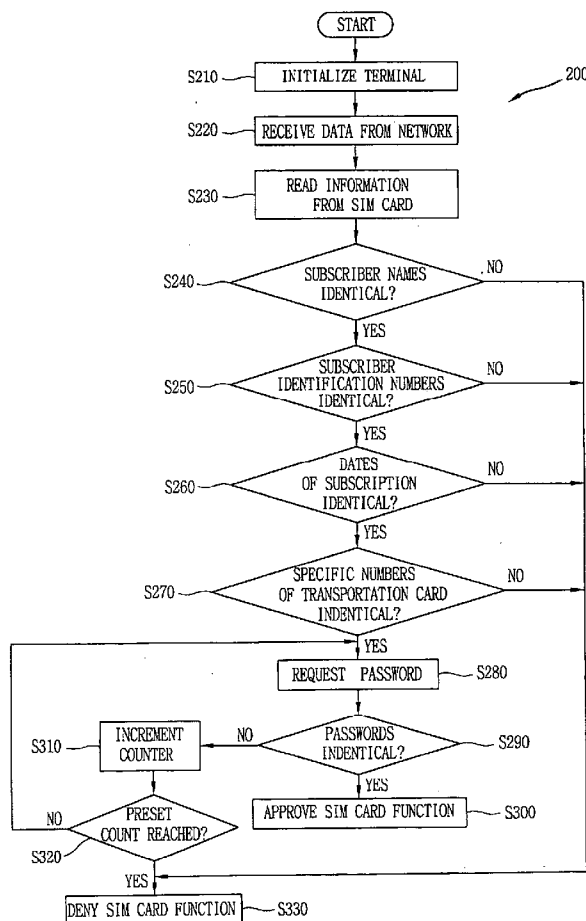 START
S210
INITIALIZE TERMINAL
200
S220
RECEIVE DATA FROM NETWORK
S230
READ INFORMATION
FROM SIM CARD
S240
SUBSCRIBER NAMES
IDENTICAL?
NO
YES
S250
SUBSCRIBER
IDENTIFICATION NUMBERS
IDENTICAL?
NO
YES
S260
DATES
OF SUBSCRIPTION
IDENTICAL?
NO
YES
S270
SPECIFIC NUMBERS
OF TRANSPORTATION CARD
INDENTICAL?
NO
YES
REQUEST PASSWORD
S280
S310
INCREMENT
COUNTER
NO
PASSWORDS
INDENTICAL?
S290
YES
APPROVE SIM CARD FUNCTION
S300
NO
PRESET
COUNT REACHED?
S320
YES
DENY SIM CARD FUNCTION
S330